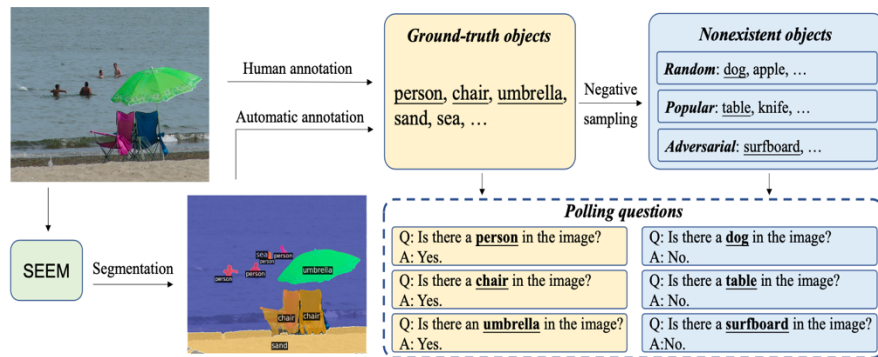 Human annotation
Automatic annotation
Ground-truth objects
person, chair, umbrella,
sand, sea, …
Negative
sampling
Nonexistent objects
Random: dog, apple, …
Popular: table, knife, …
Adversarial: surfboard, …
SEEM
Segmentation
sea
person
person
person
person
umbrella
chair
chair
sand
Polling questions
Q: Is there a person in the image?
A: Yes.
Q: Is there a chair in the image?
A: Yes.
Q: Is there an umbrella in the image?
A: Yes.
Q: Is there a dog in the image?
A: No.
Q: Is there a table in the image?
A: No.
Q: Is there a surfboard in the image?
A:No.